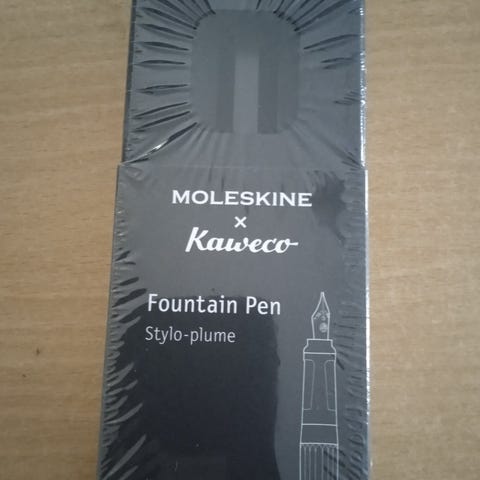 MOLESKINE
×
Kaweco
Fountain Pen
Stylo-plume